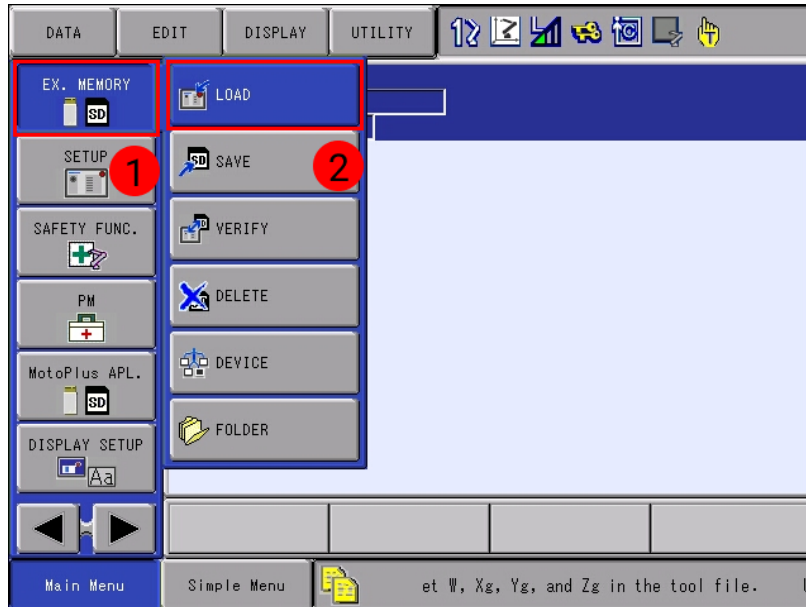 DATA
EDIT
DISPLAY
UTILITY
EX. MEMORY
SD
LOAD
SETUP
1
SD
SAVE
2
SAFETY FUNC.
VERIFY
PM
DELETE
MotoPlus APL.
SD
DEVICE
DISPLAY SETUP
Aa
FOLDER
Main Menu
Simple Menu
et W, Xg, Yg, and Zg in the tool file.